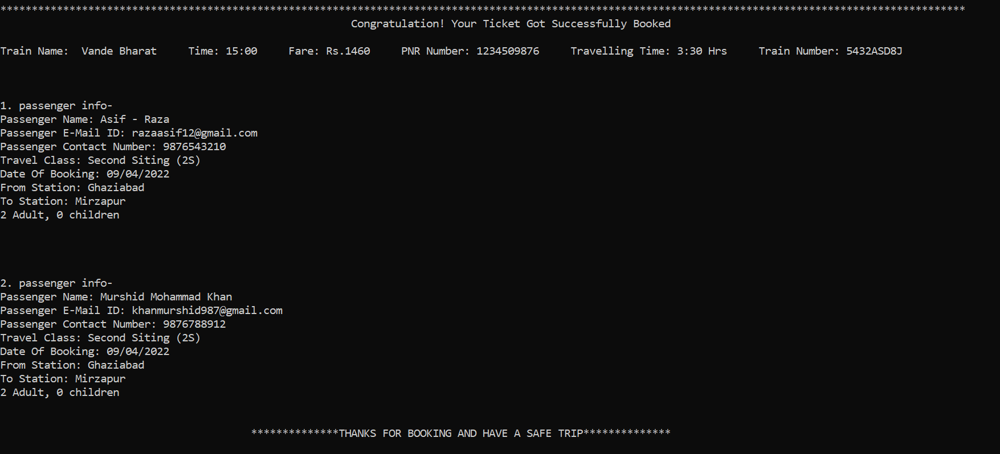 **********************************************************************************************************************************************************
Congratulation! Your Ticket Got Successfully Booked
Train Name:  Vande Bharat     Time: 15:00     Fare: Rs.1460     PNR Number: 1234509876     Travelling Time: 3:30 Hrs     Train Number: 5432ASD8J
1. passenger info-
Passenger Name: Asif - Raza
Passenger E-Mail ID: razaasif12@gmail.com
Passenger Contact Number: 9876543210
Travel Class: Second Siting (2S)
Date Of Booking: 09/04/2022
From Station: Ghaziabad
To Station: Mirzapur
2 Adult, 0 children
2. passenger info-
Passenger Name: Murshid Mohammad Khan
Passenger E-Mail ID: khanmurshid987@gmail.com
Passenger Contact Number: 9876788912
Travel Class: Second Siting (2S)
Date Of Booking: 09/04/2022
From Station: Ghaziabad
To Station: Mirzapur
2 Adult, 0 children
**************THANKS FOR BOOKING AND HAVE A SAFE TRIP**************